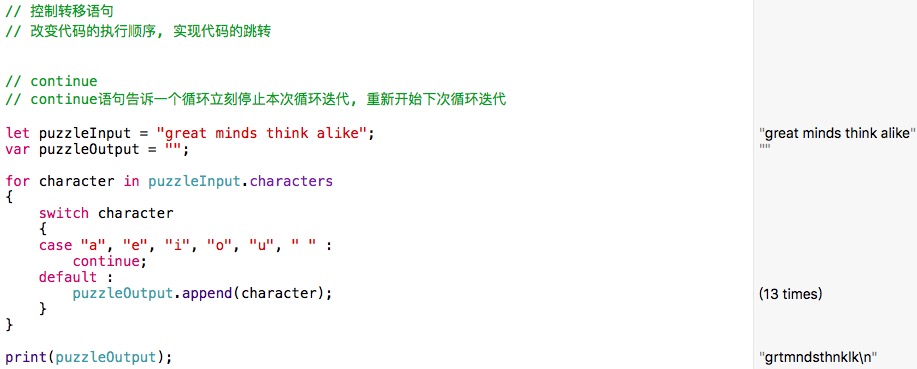 // 控制转移语句
// 改变代码的执行顺序, 实现代码的跳转
// continue
// continue语句告诉一个循环立刻停止本次循环迭代, 重新开始下次循环迭代
let puzzleInput = "great minds think alike"; "great minds think alike"
var puzzleOutput = ""; ""
for character in puzzleInput.characters
{
switch character
{
case "a", "e", "i", "o", "u", " " :
continue;
default :
puzzleOutput.append(character); (13 times)
}
}
print(puzzleOutput); "grtmndsthnklk\n"